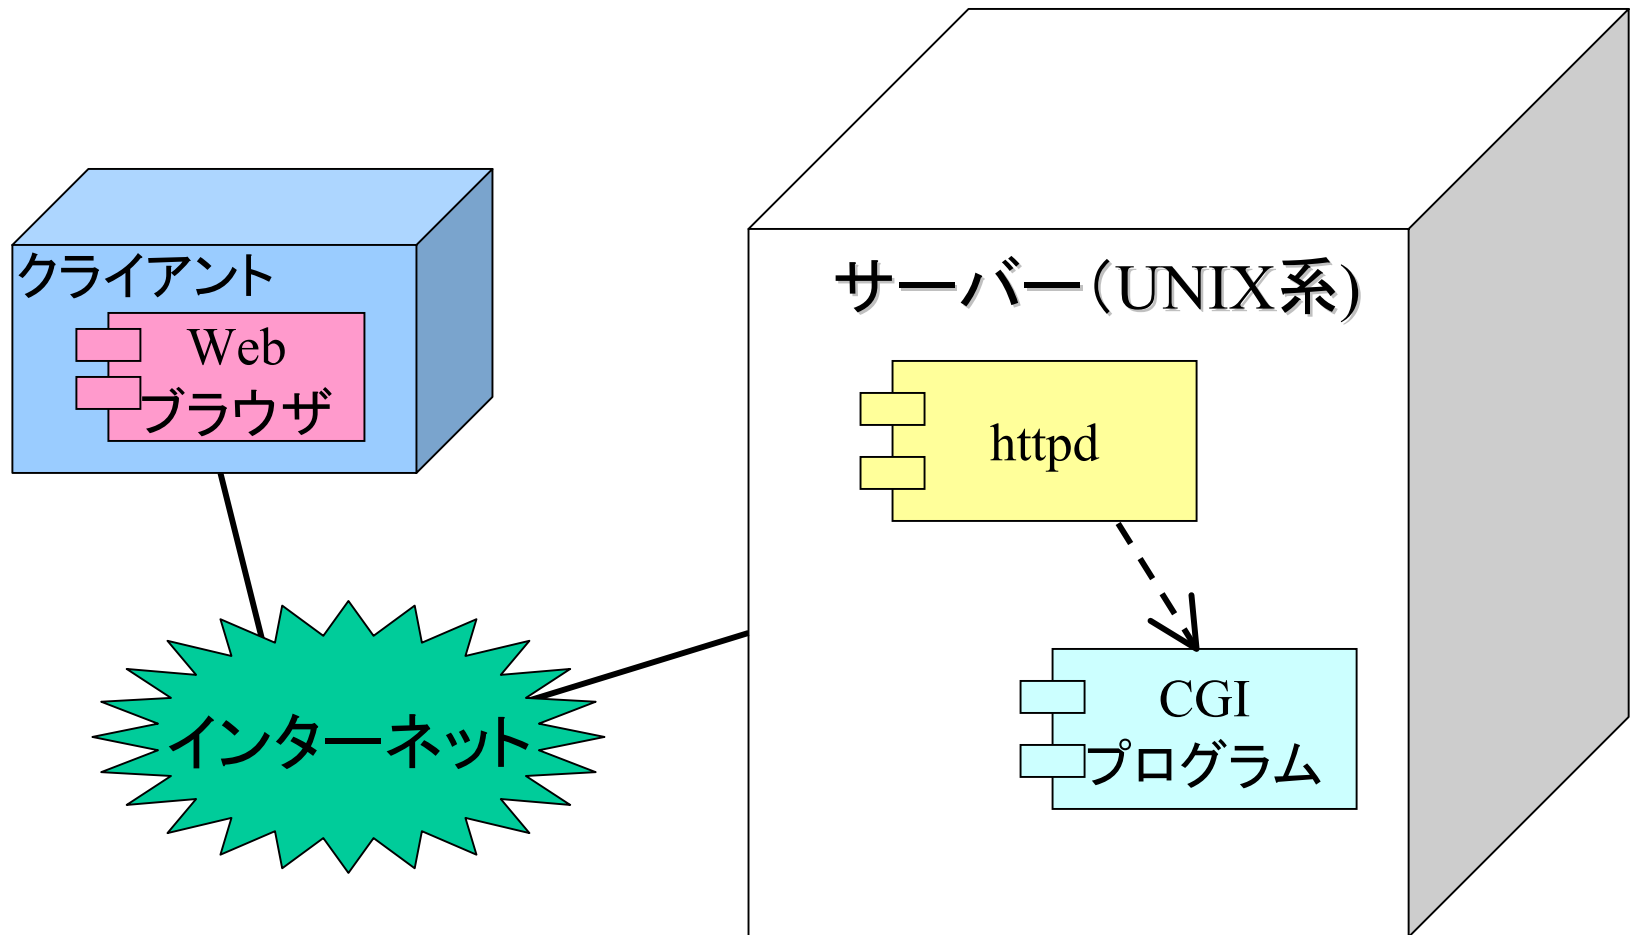 クライアント
Web
ブラウザ
インターネット
サーバー(UNIX系)
httpd
CGI
プログラム